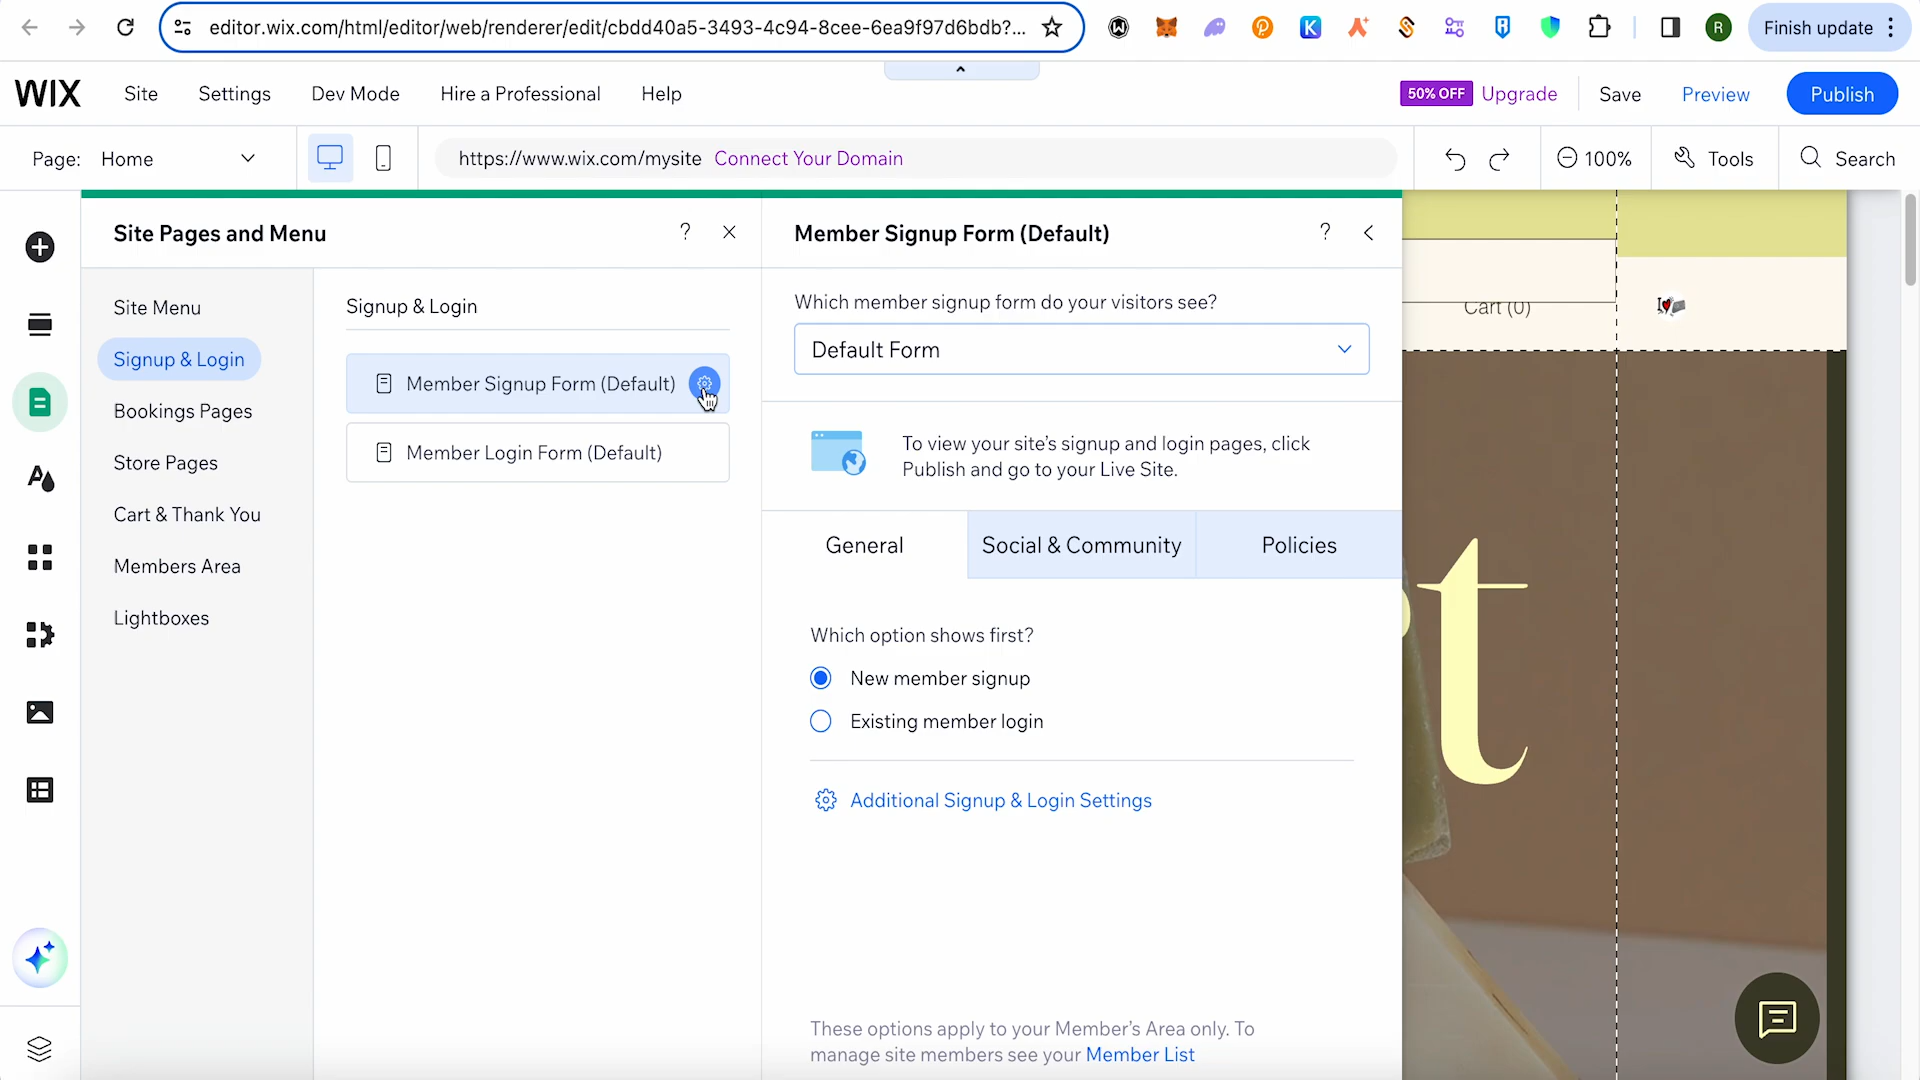 editor.wix.com/html/editor/web/renderer/edit/cbdd40a5-3493-4c94-8cee-6ea9f97d6bdb?...
R
Finish update
WIX
Site
Settings
Dev Mode
Hire a Professional
Help
50% OFF
Upgrade
Save
Preview
Publish
Page:
Home
https://www.wix.com/mysite
Connect Your Domain
100%
Tools
Search
Site Pages and Menu
?
Member Signup Form (Default)
?
Site Menu
Signup & Login
Bookings Pages
Store Pages
Cart & Thank You
Members Area
Lightboxes
Signup & Login
Member Signup Form (Default)
Member Login Form (Default)
Which member signup form do your visitors see?
Default Form
To view your site's signup and login pages, click
Publish and go to your Live Site.
General
Social & Community
Policies
Which option shows first?
New member signup
Existing member login
Additional Signup & Login Settings
These options apply to your Member's Area only. To
manage site members see your Member List
Cart (0)
t